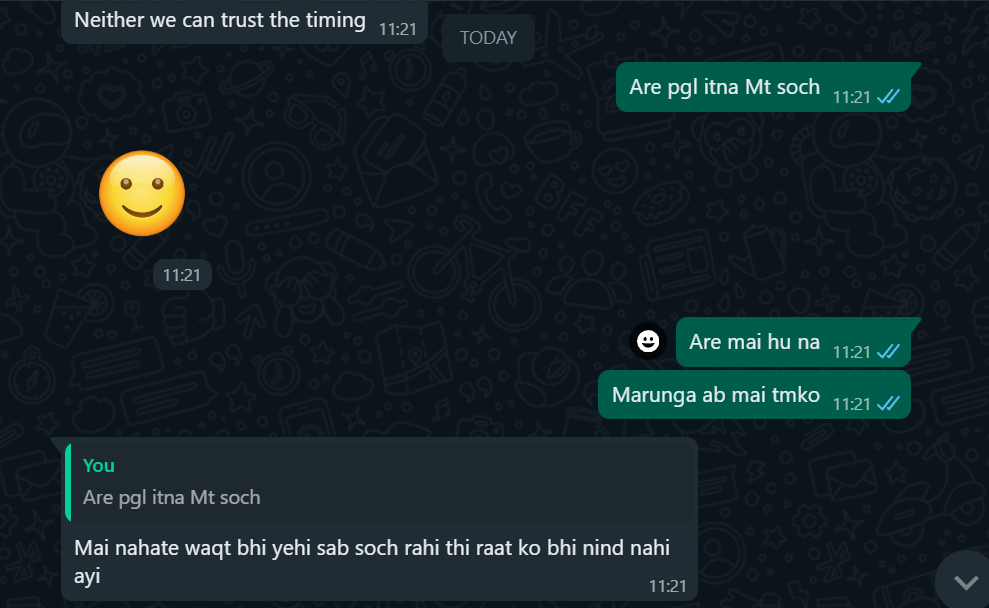 Neither we can trust the timing 11:21
TODAY
Are pgl itna Mt soch 11:21
11:21
Are mai hu na 11:21
Marunga ab mai tmko 11:21
You
Are pgl itna Mt soch
Mai nahate waqt bhi yehi sab soch rahi thi raat ko bhi nind nahi
ayi
11:21